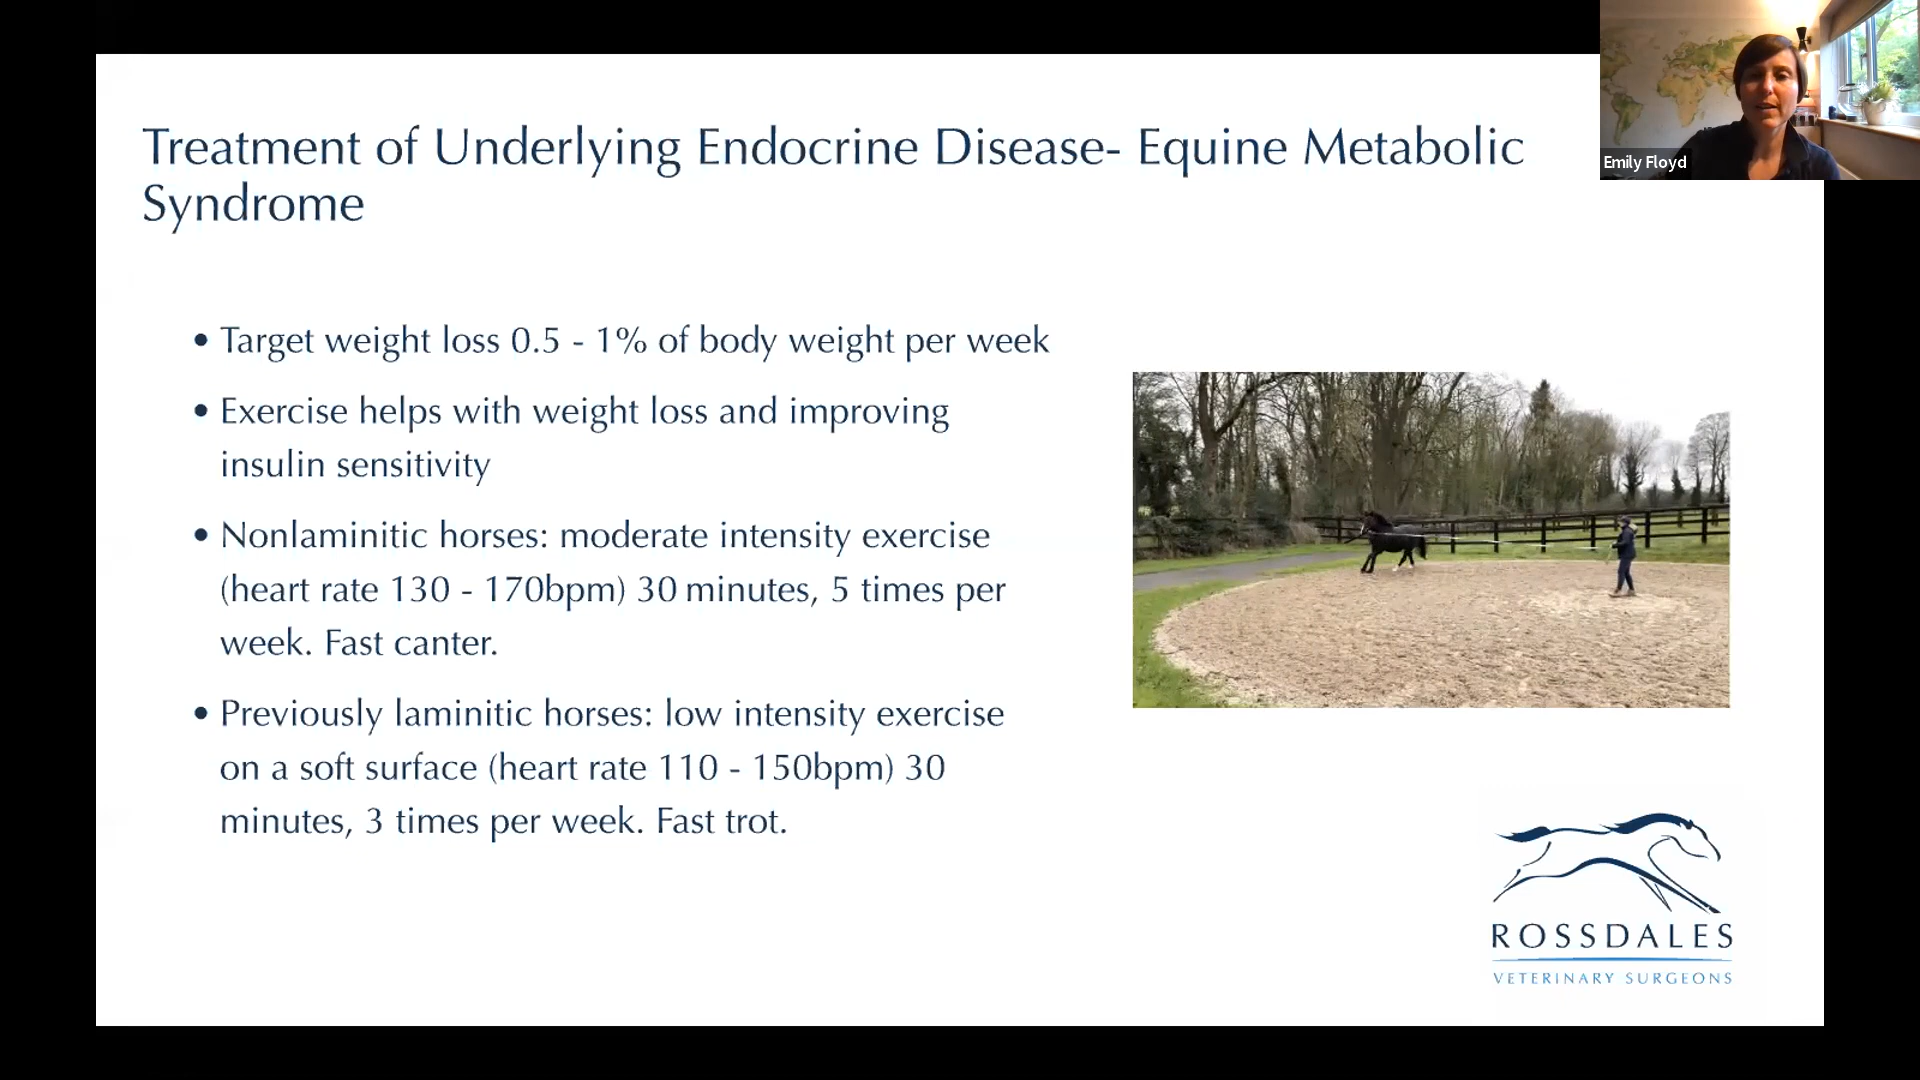 Treatment of Underlying Endocrine Disease- Equine Metabolic
Syndrome
Emily Floyd
• Target weight loss 0.5 - 1% of body weight per week
• Exercise helps with weight loss and improving
insulin sensitivity
• Nonlaminitic horses: moderate intensity exercise
(heart rate 130 - 170bpm) 30 minutes, 5 times per
week. Fast canter.
• Previously laminitic horses: low intensity exercise
on a soft surface (heart rate 110 - 150bpm) 30
minutes, 3 times per week. Fast trot.
ROSSDALES
VETERINARY SURGEONS